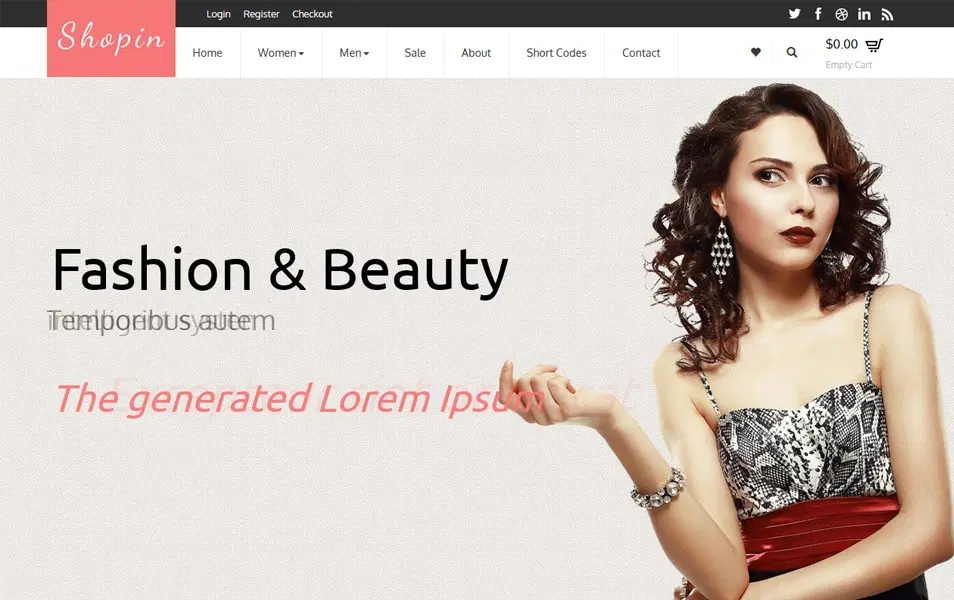 Login Register Checkout
Shopin
Home Women Men Sale About Short Codes Contact
$0.00
Empty Cart
Fashion & Beauty
Temporibus autem
The generated Lorem Ipsum